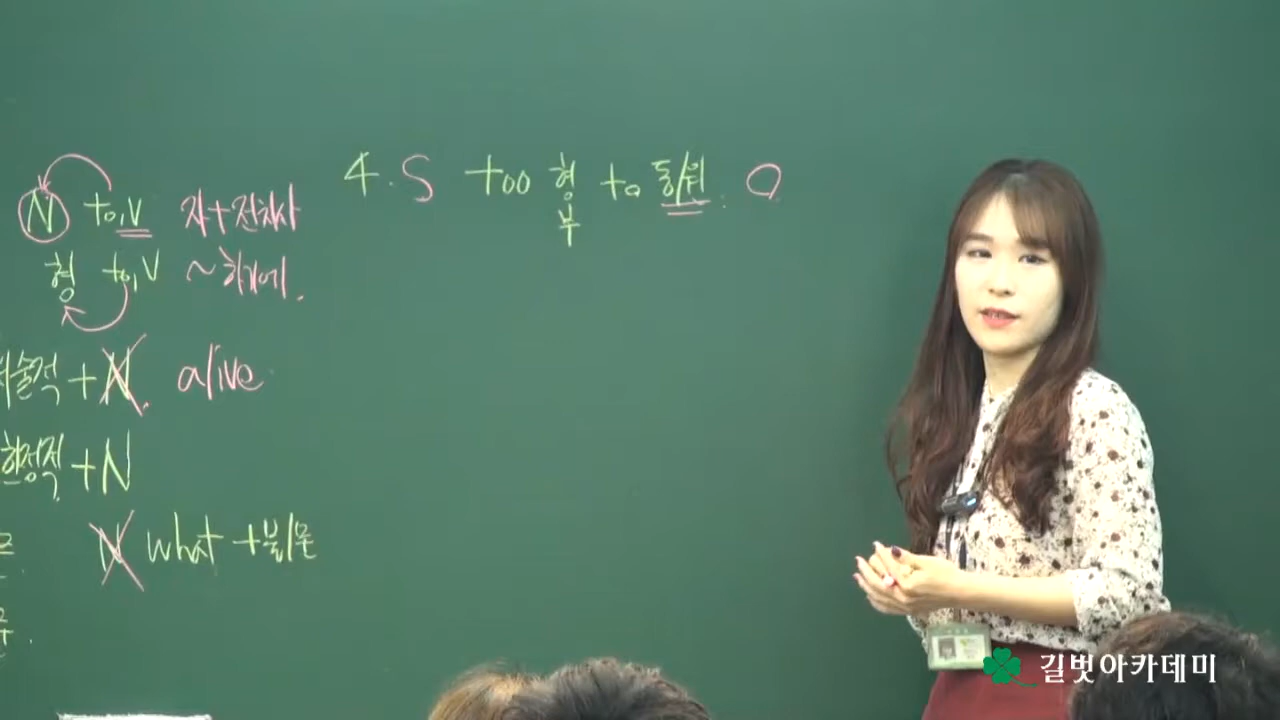 N to,V 자+전치사
형 to,V ~하기에.
서술적 + N. alive
한정적 + N
N what + 불/문
4. S too 형 to 동/원. O
부
길벗아카데미